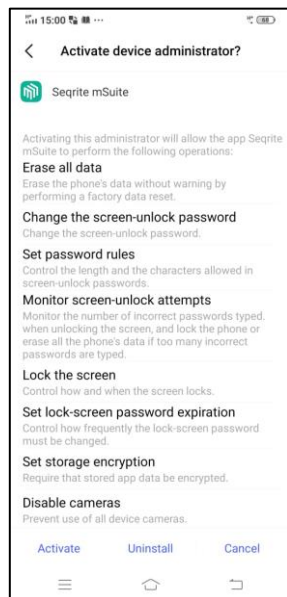 15:00 ···
68
Activate device administrator?
Seqrite mSuite
Activating this administrator will allow the app Seqrite
mSuite to perform the following operations:
Erase all data
Erase the phone's data without warning by
performing a factory data reset.
Change the screen-unlock password
Change the screen-unlock password.
Set password rules
Control the length and the characters allowed in
screen-unlock passwords.
Monitor screen-unlock attempts
Monitor the number of incorrect passwords typed.
when unlocking the screen, and lock the phone or
erase all the phone's data if too many incorrect
passwords are typed.
Lock the screen
Control how and when the screen locks.
Set lock-screen password expiration
Control how frequently the lock-screen password
must be changed.
Set storage encryption
Require that stored app data be encrypted.
Disable cameras
Prevent use of all device cameras.
Activate Uninstall Cancel